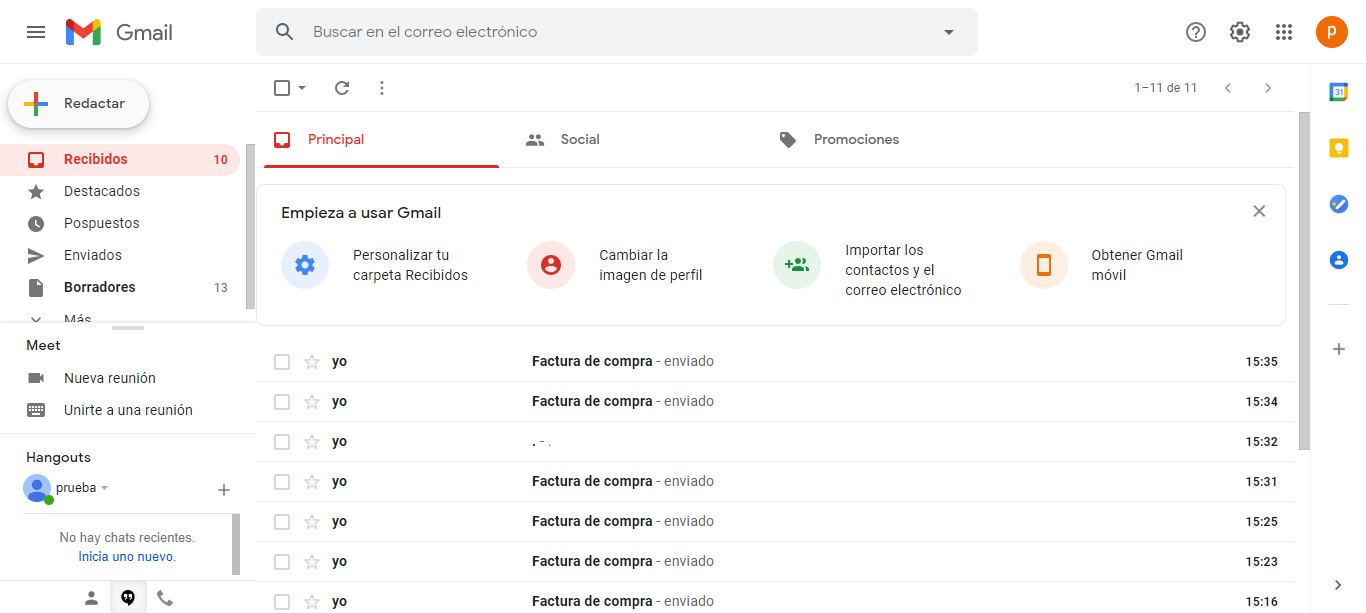 Gmail
Buscar en el correo electrónico
p
Redactar
1–11 de 11
31
Recibidos 10
Destacados
Pospuestos
Enviados
Borradores 13
Más
Meet
Nueva reunión
Unirte a una reunión
Hangouts
prueba
No hay chats recientes.
Inicia uno nuevo.
Principal
Social
Promociones
Empieza a usar Gmail
Personalizar tu
carpeta Recibidos
Cambiar la
imagen de perfil
Importar los
contactos y el
correo electrónico
Obtener Gmail
móvil
yo Factura de compra - enviado 15:35
yo Factura de compra - enviado 15:34
yo . - . 15:32
yo Factura de compra - enviado 15:31
yo Factura de compra - enviado 15:25
yo Factura de compra - enviado 15:23
yo Factura de compra - enviado 15:16